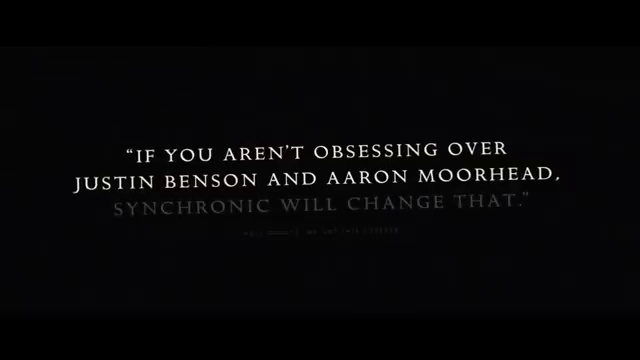 “IF YOU AREN’T OBSESSING OVER
JUSTIN BENSON AND AARON MOORHEAD,
SYNCHRONIC WILL CHANGE THAT.”